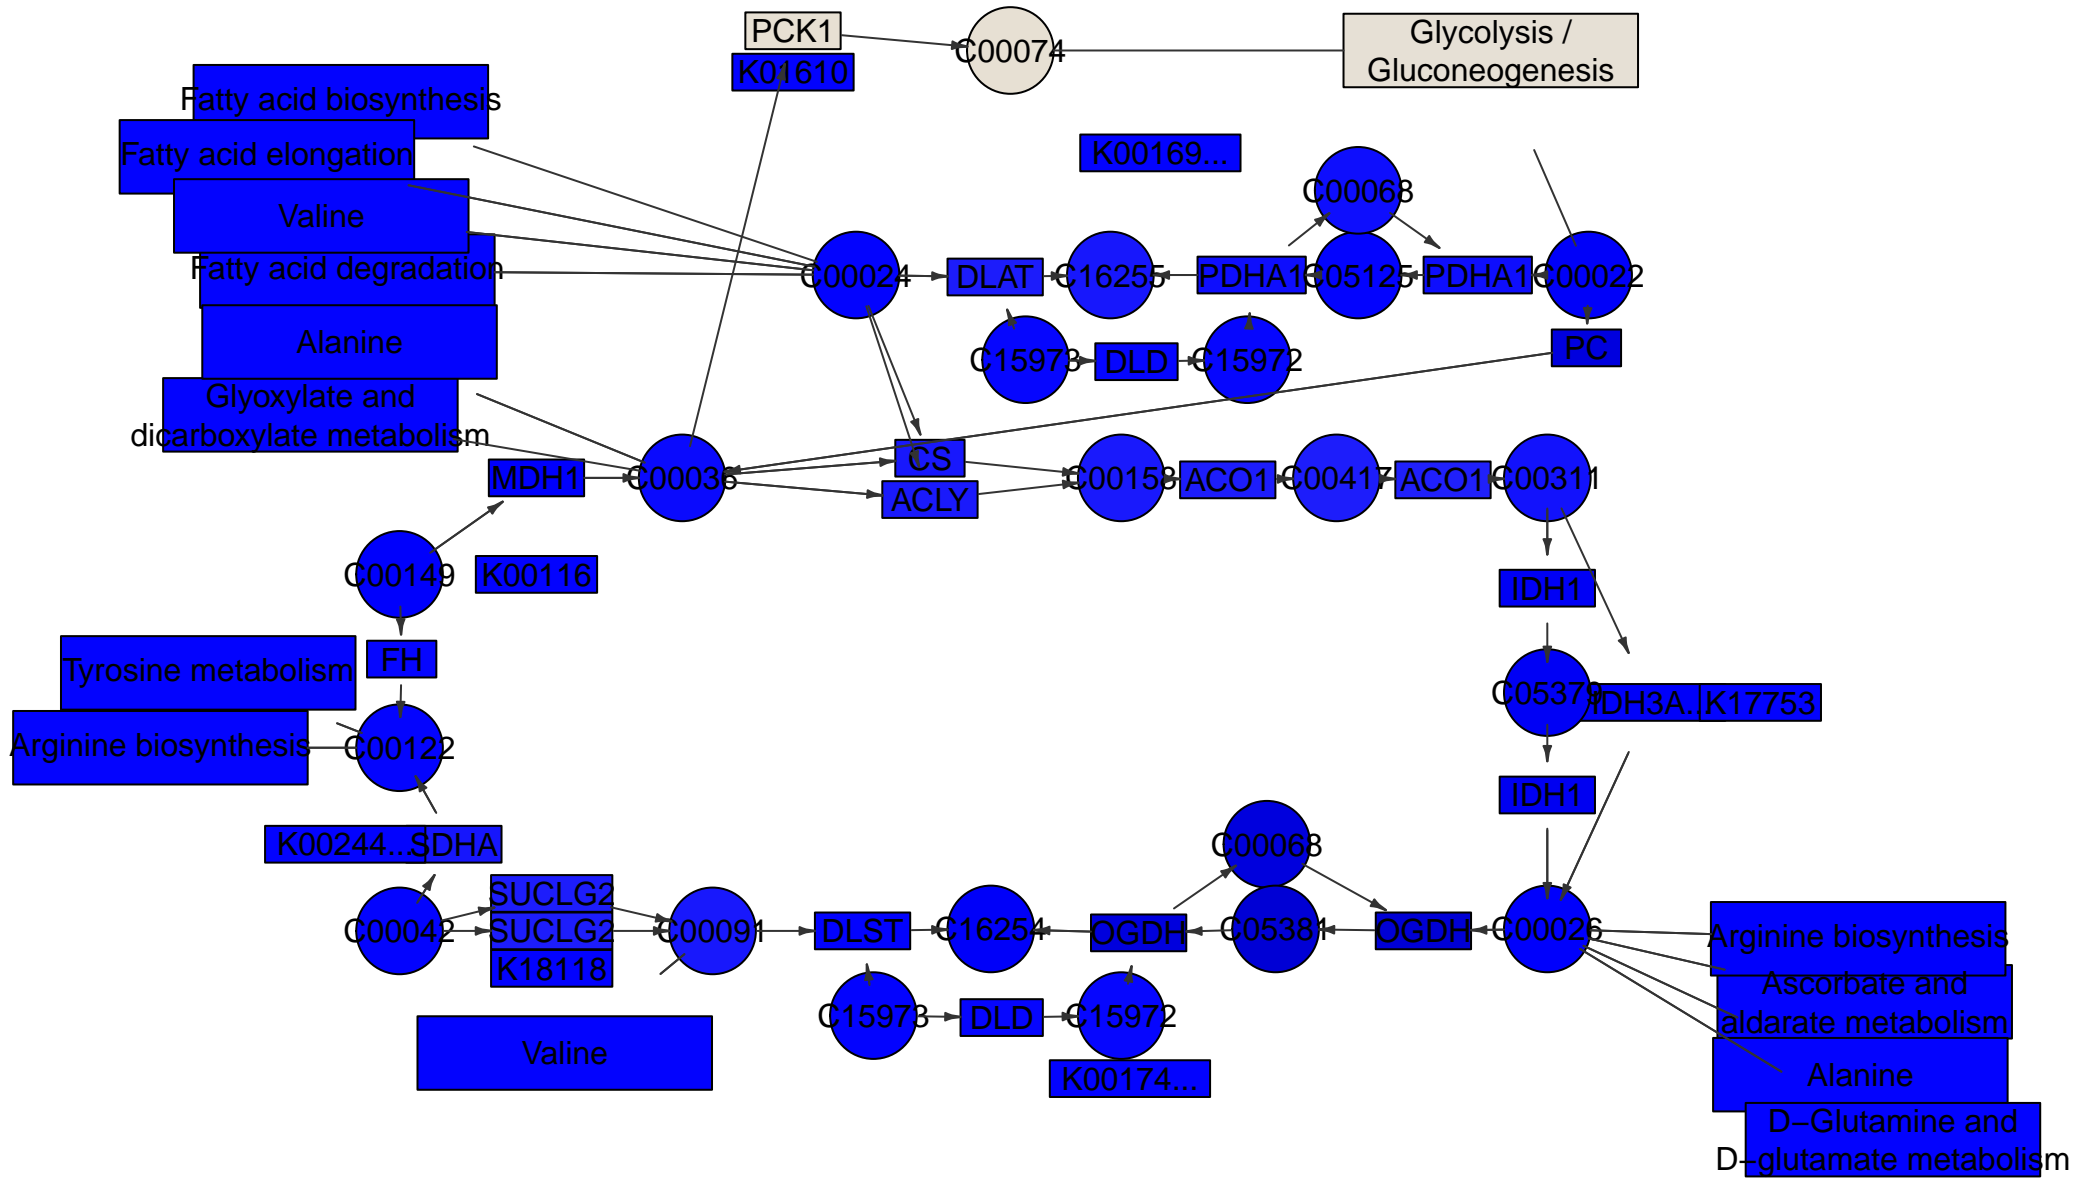 PCK1
C00074
Glycolysis /
Gluconeogenesis
K01610
Fatty acid biosynthesis
Fatty acid elongation
K00169...
C00068
Valine
Fatty acid degradation
C00024
DLAT
C16255
PDHA1
C05125
PDHA1
C00022
Alanine
C15973
DLD
C15972
PC
Glyoxylate and
dicarboxylate metabolism
MDH1
C00036
CS
ACLY
C00158
ACO1
C00417
ACO1
C00311
C00149
K00116
IDH1
FH
Tyrosine metabolism
C05379
IDH3A...
K17753
Arginine biosynthesis
C00122
IDH1
K00244...
SDHA
C00068
SUCLG2
C00042
SUCLG2
C00091
DLST
C16254
OGDH
C05381
OGDH
C00026
Arginine biosynthesis
K18118
Ascorbate and
aldarate metabolism
C15973
DLD
C15972
Valine
K00174...
Alanine
D–Glutamine and
D–glutamate metabolism